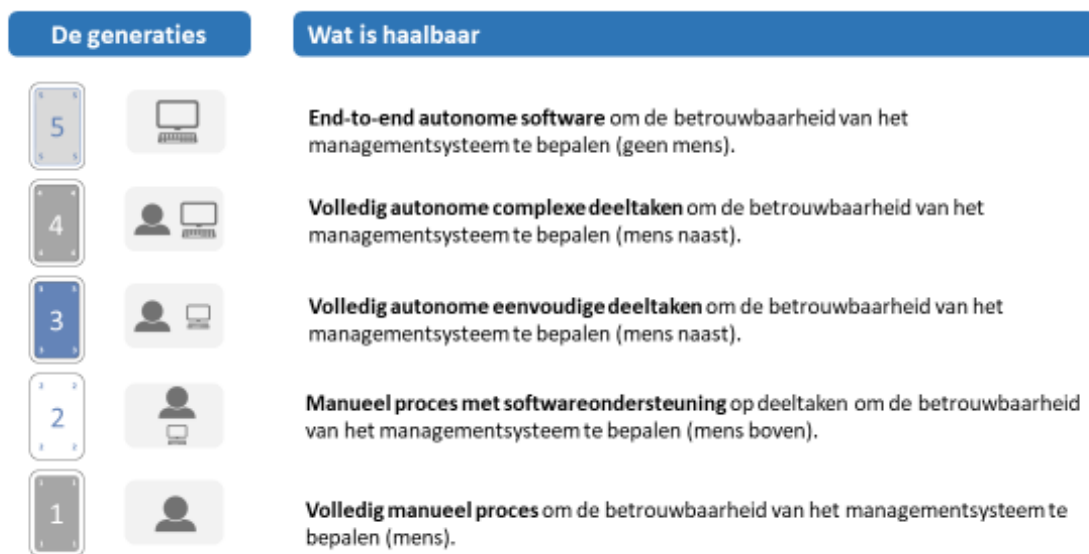 De generaties
Wat is haalbaar
5
End-to-end autonome software om de betrouwbaarheid van het
managementsysteem te bepalen (geen mens).
4
Volledig autonome complexe deeltaken om de betrouwbaarheid van het
managementsysteem te bepalen (mens naast).
3
Volledig autonome eenvoudige deeltaken om de betrouwbaarheid van het
managementsysteem te bepalen (mens naast).
2
Manueel proces met softwareondersteuning op deeltaken om de betrouwbaarheid
van het managementsysteem te bepalen (mens boven).
1
Volledig manueel proces om de betrouwbaarheid van het managementsysteem te
bepalen (mens).